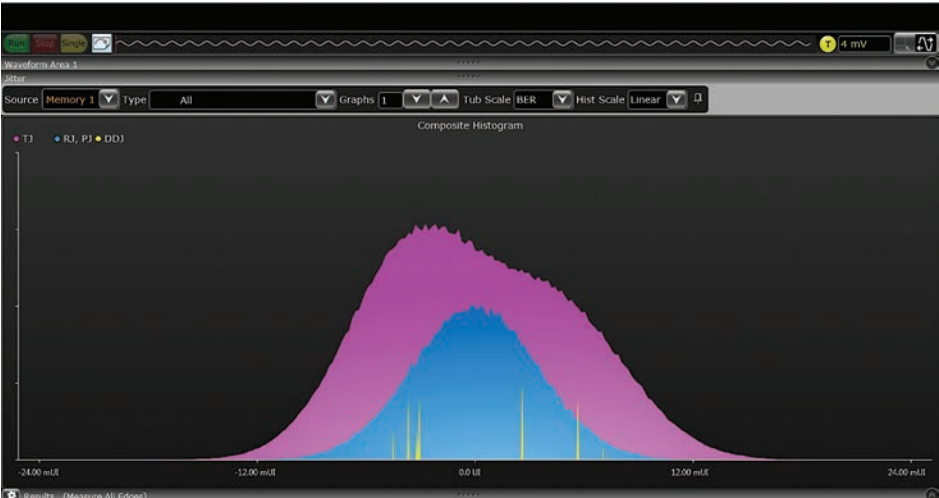 Run Stop Single T 4 mV
Waveform Area 1
Jitter
Source Memory 1 Type All Graphs 1 Tub Scale BER Hist Scale Linear
Composite Histogram
TJ RJ, PJ DDJ
-24.00 mUI -12.00 mUI 0.0 UI 12.00 mUI 24.00 mUI
Results (Measure All Edges)